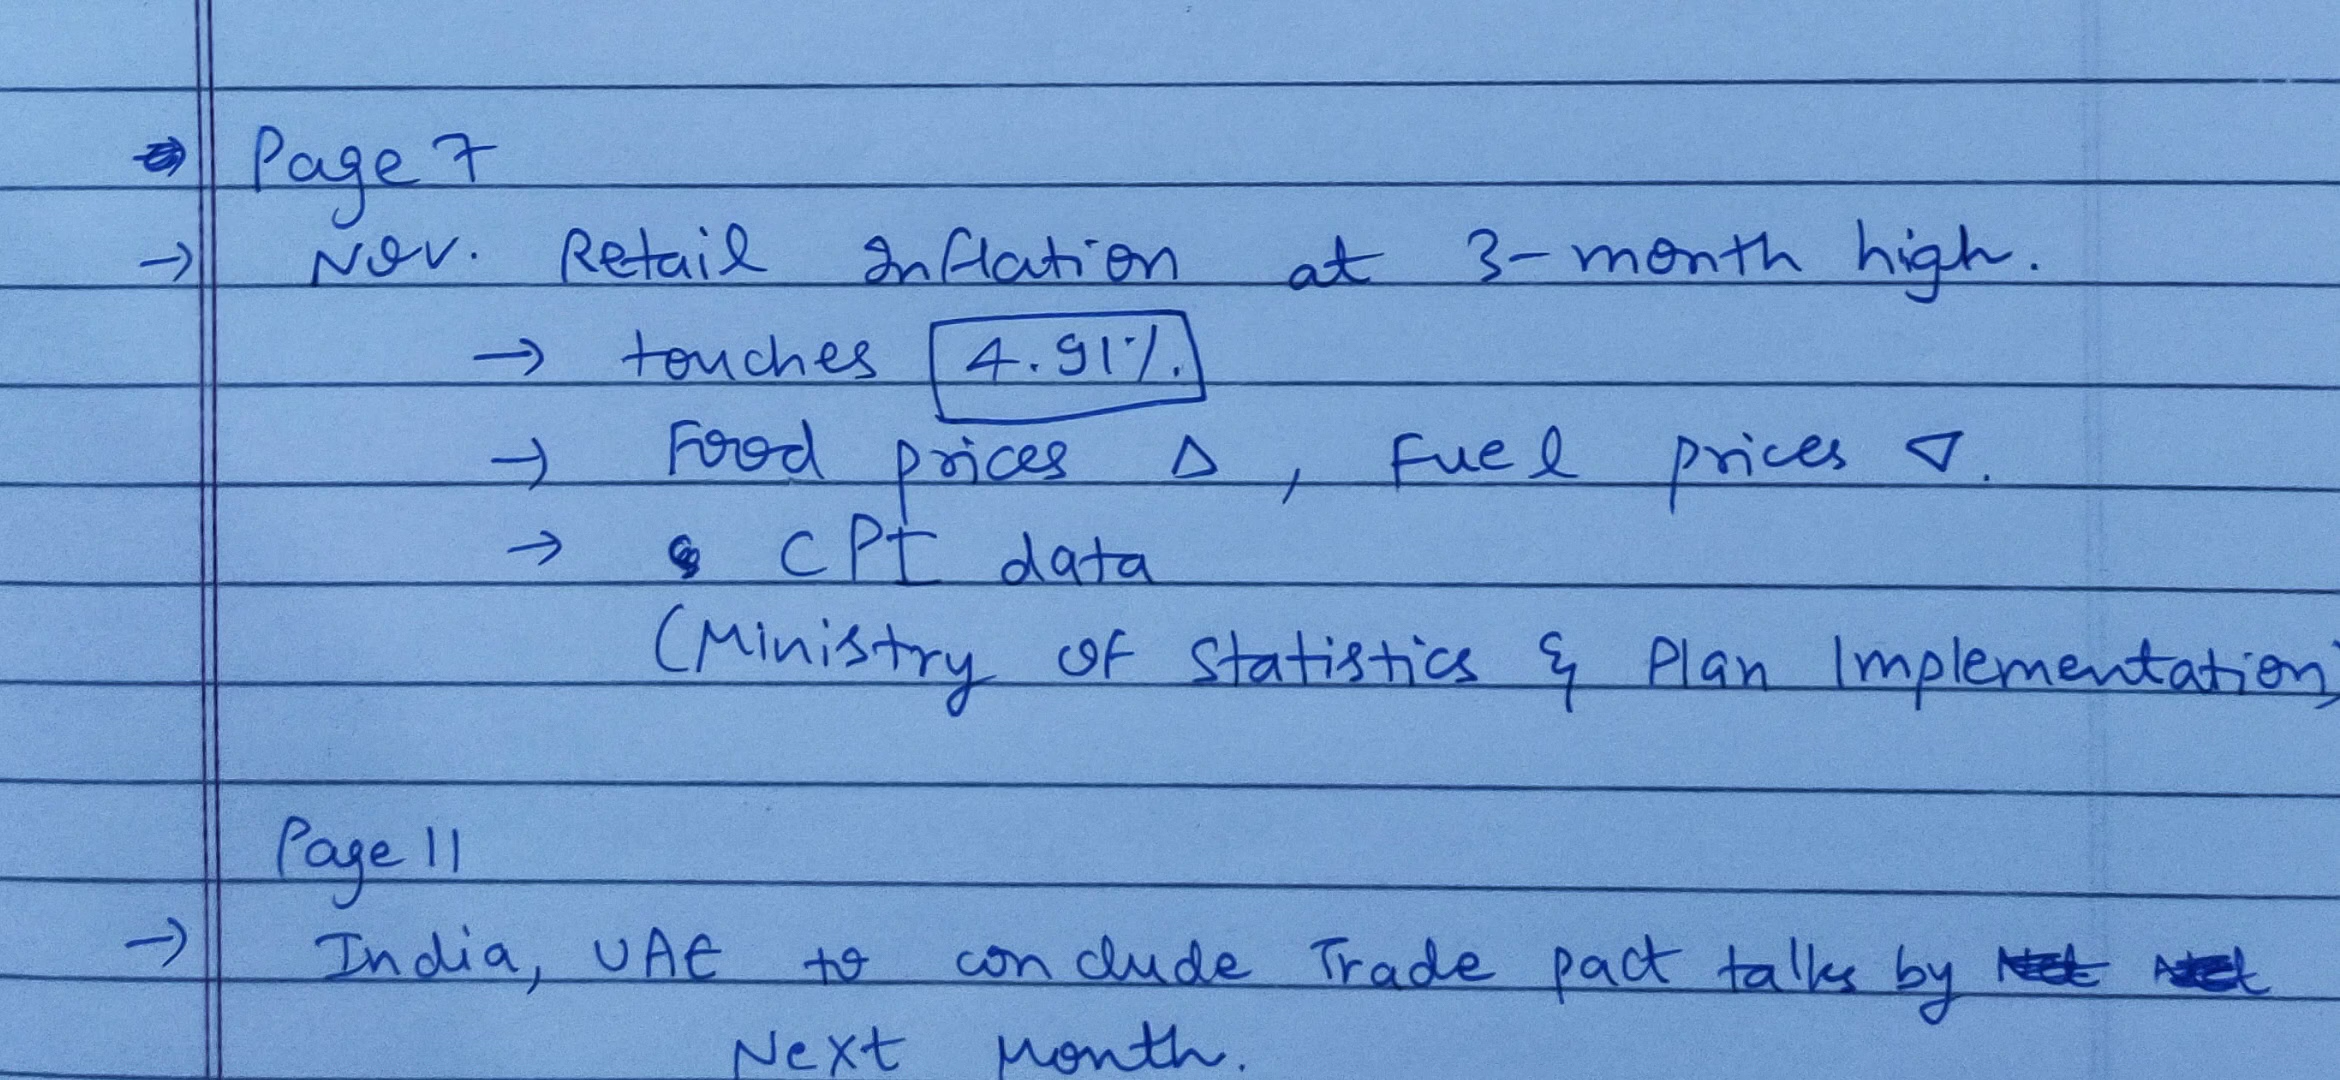 Page 7
→ Nov. Retail Inflation at 3-month high.
→ touches 4.91%.
→ Food prices Δ, Fuel prices ∇.
→ CPI data
(Ministry of Statistics & Plan Implementation)
Page 11
→ India, UAE to conclude Trade pact talks by
Next Month.